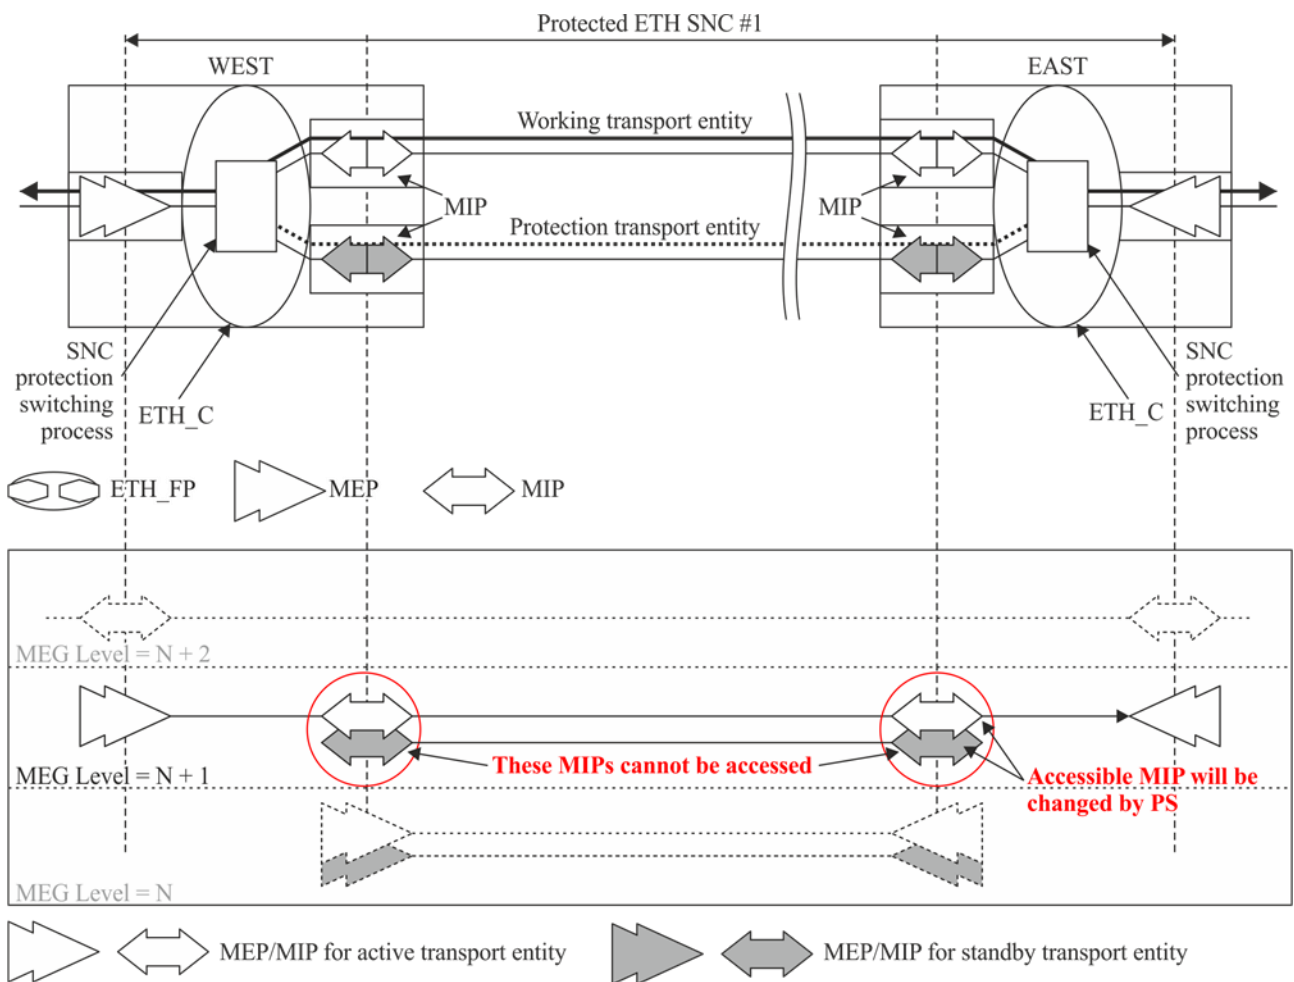 Protected ETH SNC #1
WEST
EAST
Working transport entity
MIP
MIP
Protection transport entity
SNC
protection
switching
process
ETH_C
ETH_C
SNC
protection
switching
process
ETH_FP
MEP
MIP
MEG Level = N + 2
These MIPs cannot be accessed
MEG Level = N + 1
Accessible MIP will be
changed by PS
MEG Level = N
MEP/MIP for active transport entity
MEP/MIP for standby transport entity